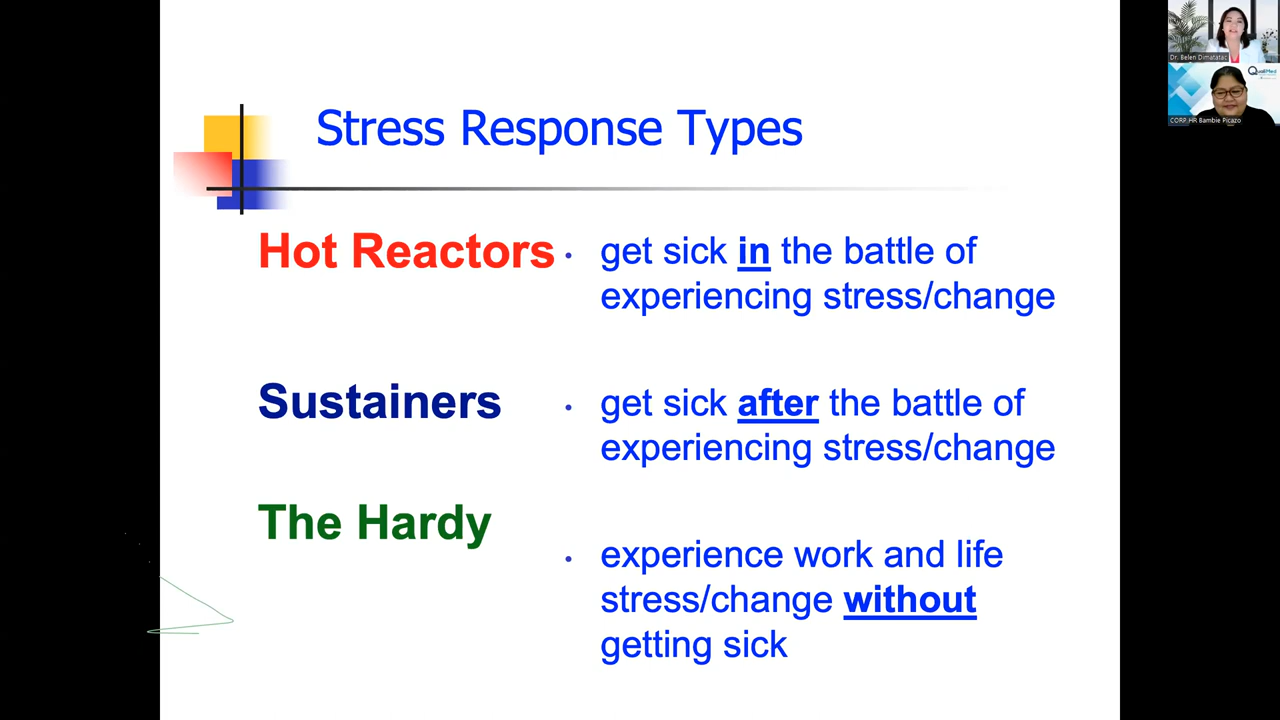 Stress Response Types
Hot Reactors
• get sick in the battle of
experiencing stress/change
Sustainers
• get sick after the battle of
experiencing stress/change
The Hardy
• experience work and life
stress/change without
getting sick
Dr. Belen Dimatatac
QualiMed
CORP HR Bambie Picazo